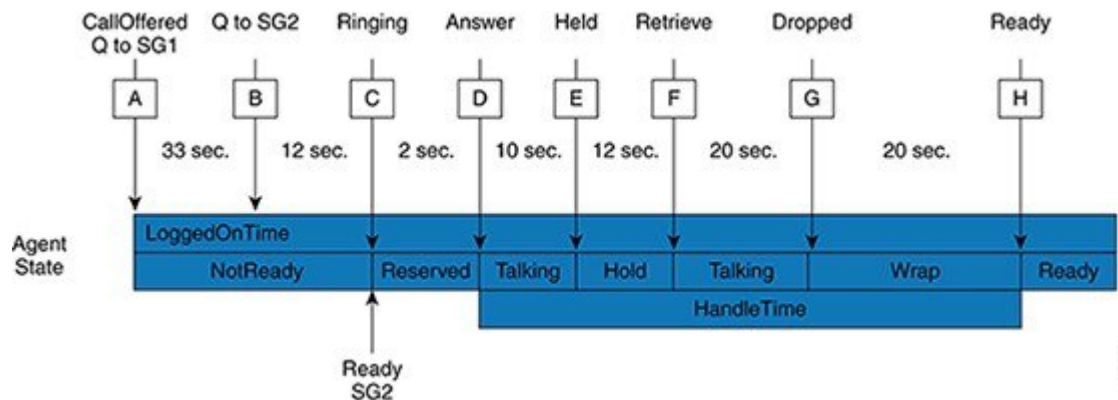 CallOffered Q to SG2 Ringing Answer Held Retrieve Dropped Ready
Q to SG1
A B C D E F G H
33 sec. 12 sec. 2 sec. 10 sec. 12 sec. 20 sec. 20 sec.
LoggedOnTime
Agent
State
NotReady Reserved Talking Hold Talking Wrap Ready
HandleTime
Ready
SG2